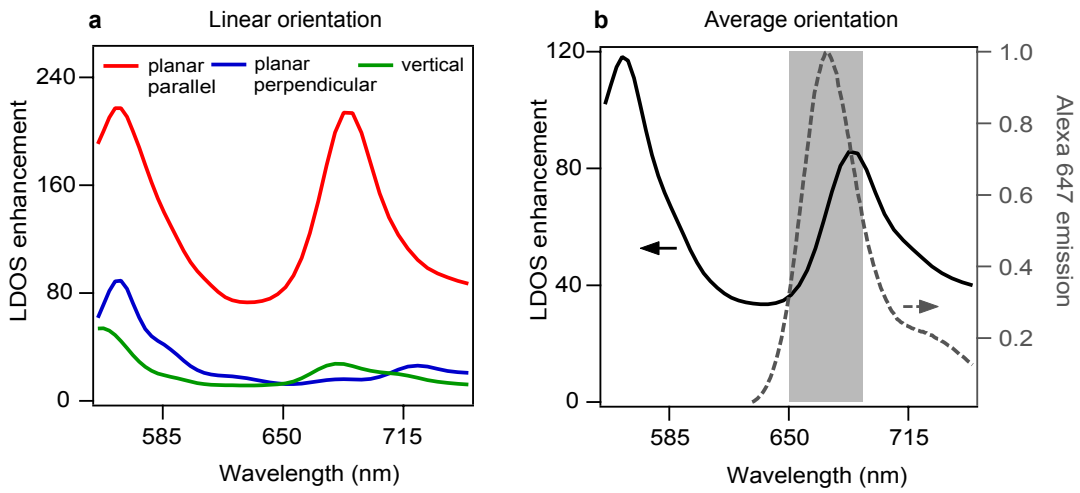 a Linear orientation
planar parallel
planar perpendicular
vertical
LDOS enhancement
240
160
80
0
585 650 715
Wavelength (nm)
b Average orientation
LDOS enhancement
120
80
40
0
585 650 715
Wavelength (nm)
1.0
0.8
0.6
0.4
0.2
Alexa 647 emission